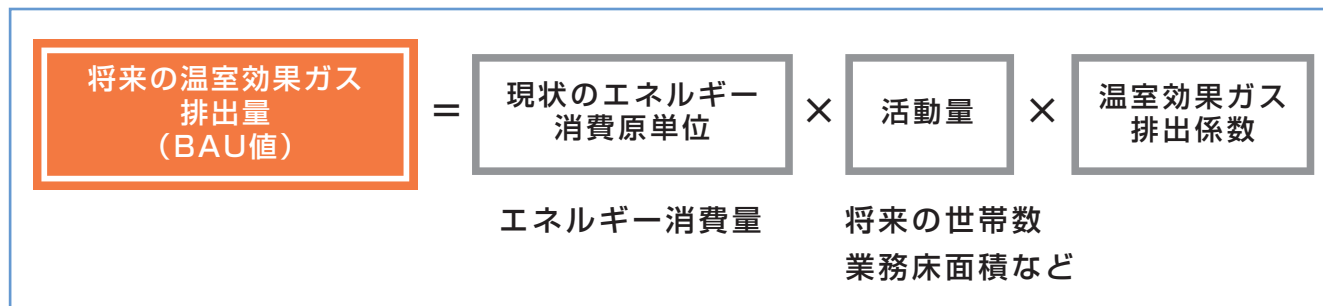 将来の温室効果ガス
排出量
(BAU値)
=
現状のエネルギー
消費原単位
×
活動量
×
温室効果ガス
排出係数
エネルギー消費量
将来の世帯数
業務床面積など